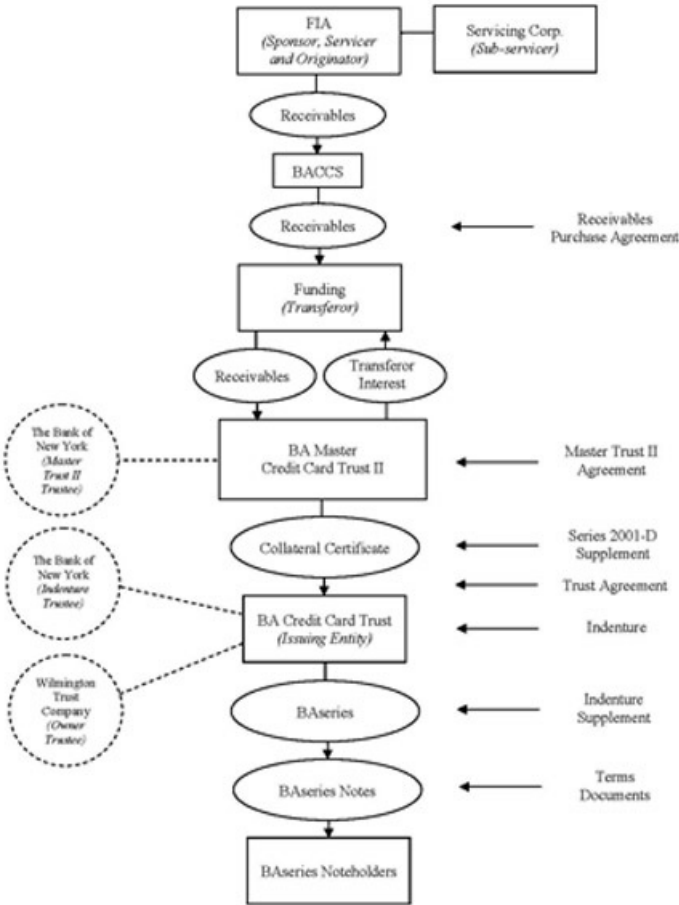 FIA
(Sponsor, Servicer
and Originator)
Servicing Corp.
(Sub-servicer)
Receivables
BACCS
Receivables
Receivables
Purchase Agreement
Funding
(Transferor)
Receivables
Transferor
Interest
The Bank of
New York
(Master
Trust II
Trustee)
BA Master
Credit Card Trust II
Master Trust II
Agreement
Collateral Certificate
Series 2001-D
Supplement
The Bank of
New York
(Indenture
Trustee)
Trust Agreement
BA Credit Card Trust
(Issuing Entity)
Indenture
Wilmington
Trust
Company
(Owner
Trustee)
BAseries
Indenture
Supplement
BAseries Notes
Terms
Documents
BAseries Noteholders